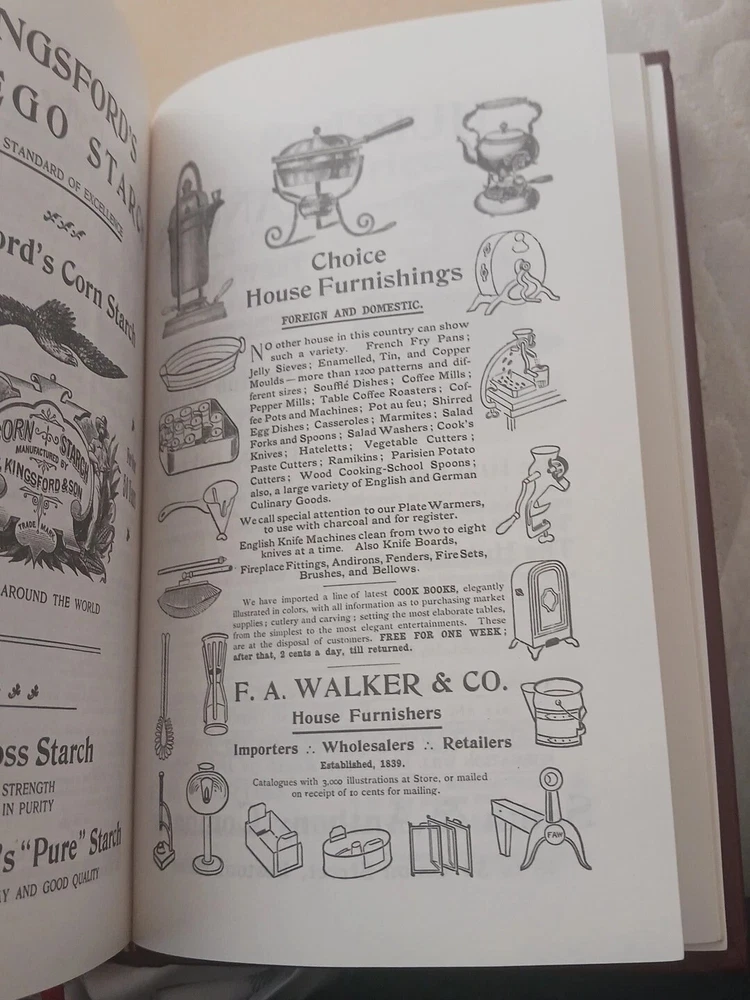 NGSFORD'S
EGO STARCH
STANDARD OF EXCELLENCE
ord's Corn Starch
CORN STARCH
MANUFACTURED BY
KINGSFORD & SON
TRADE MARK
AROUND THE WORLD
oss Starch
STRENGTH
IN PURITY
's "Pure" Starch
AND GOOD QUALITY
Choice
House Furnishings
FOREIGN AND DOMESTIC.
NO other house in this country can show
such a variety. French Fry Pans;
Jelly Sieves; Enamelled, Tin, and Copper
Moulds—more than 1200 patterns and dif-
ferent sizes; Soufflé Dishes; Coffee Mills;
Pepper Mills; Table Coffee Roasters; Cof-
fee Pots and Machines; Pot au feu; Shirred
Egg Dishes; Casseroles; Marmites; Salad
Forks and Spoons; Salad Washers; Cook's
Knives; Hateletts; Vegetable Cutters;
Paste Cutters; Ramikins; Parisien Potato
Cutters; Wood Cooking-School Spoons;
also, a large variety of English and German
Culinary Goods.
We call special attention to our Plate Warmers,
to use with charcoal and for register.
English Knife Machines clean from two to eight
knives at a time. Also Knife Boards,
Fireplace Fittings, Andirons, Fenders, Fire Sets,
Brushes, and Bellows.
We have imported a line of latest COOK BOOKS, elegantly
illustrated in colors, with all information as to purchasing market
supplies; cutlery and carving; setting the most elaborate tables,
from the simplest to the most elegant entertainments. These
are at the disposal of customers. FREE FOR ONE WEEK;
after that, 2 cents a day, till returned.
F. A. WALKER & CO.
House Furnishers
Importers ∴ Wholesalers ∴ Retailers
Established, 1839.
Catalogues with 3,000 illustrations at Store, or mailed
on receipt of 10 cents for mailing.
FAW